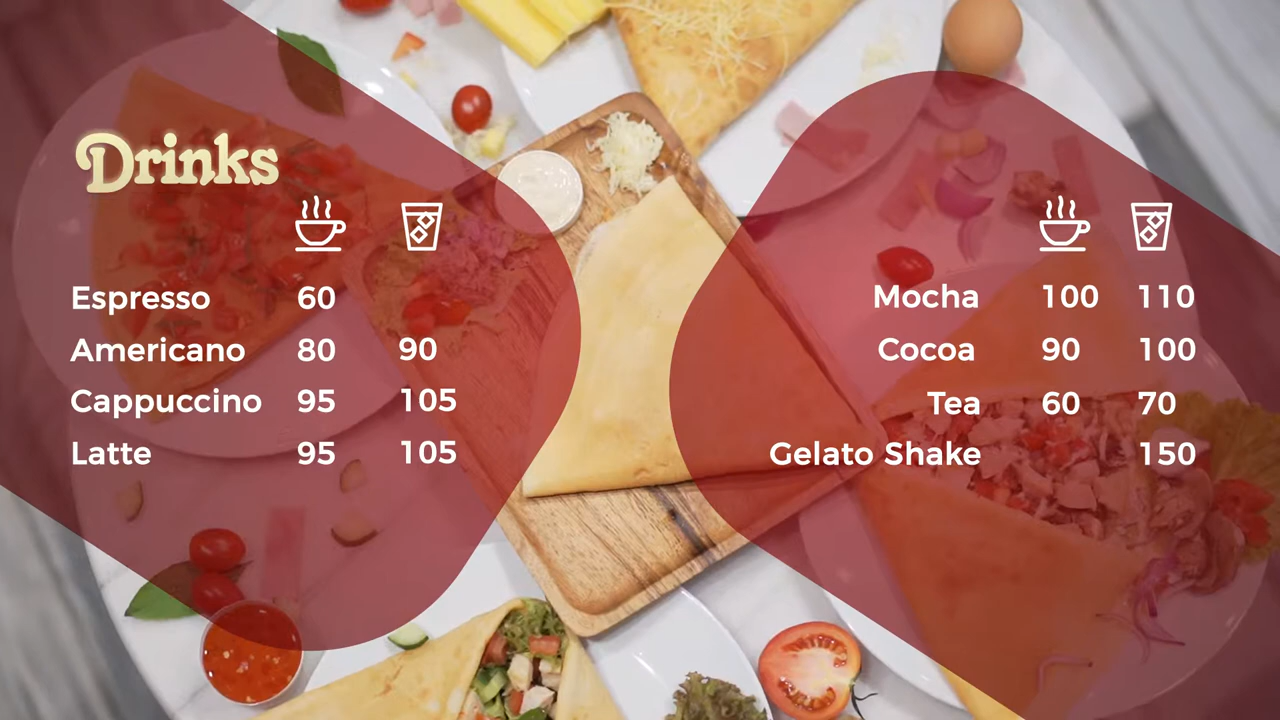 Drinks
Espresso 60
Americano 80 90
Cappuccino 95 105
Latte 95 105
Mocha 100 110
Cocoa 90 100
Tea 60 70
Gelato Shake 150